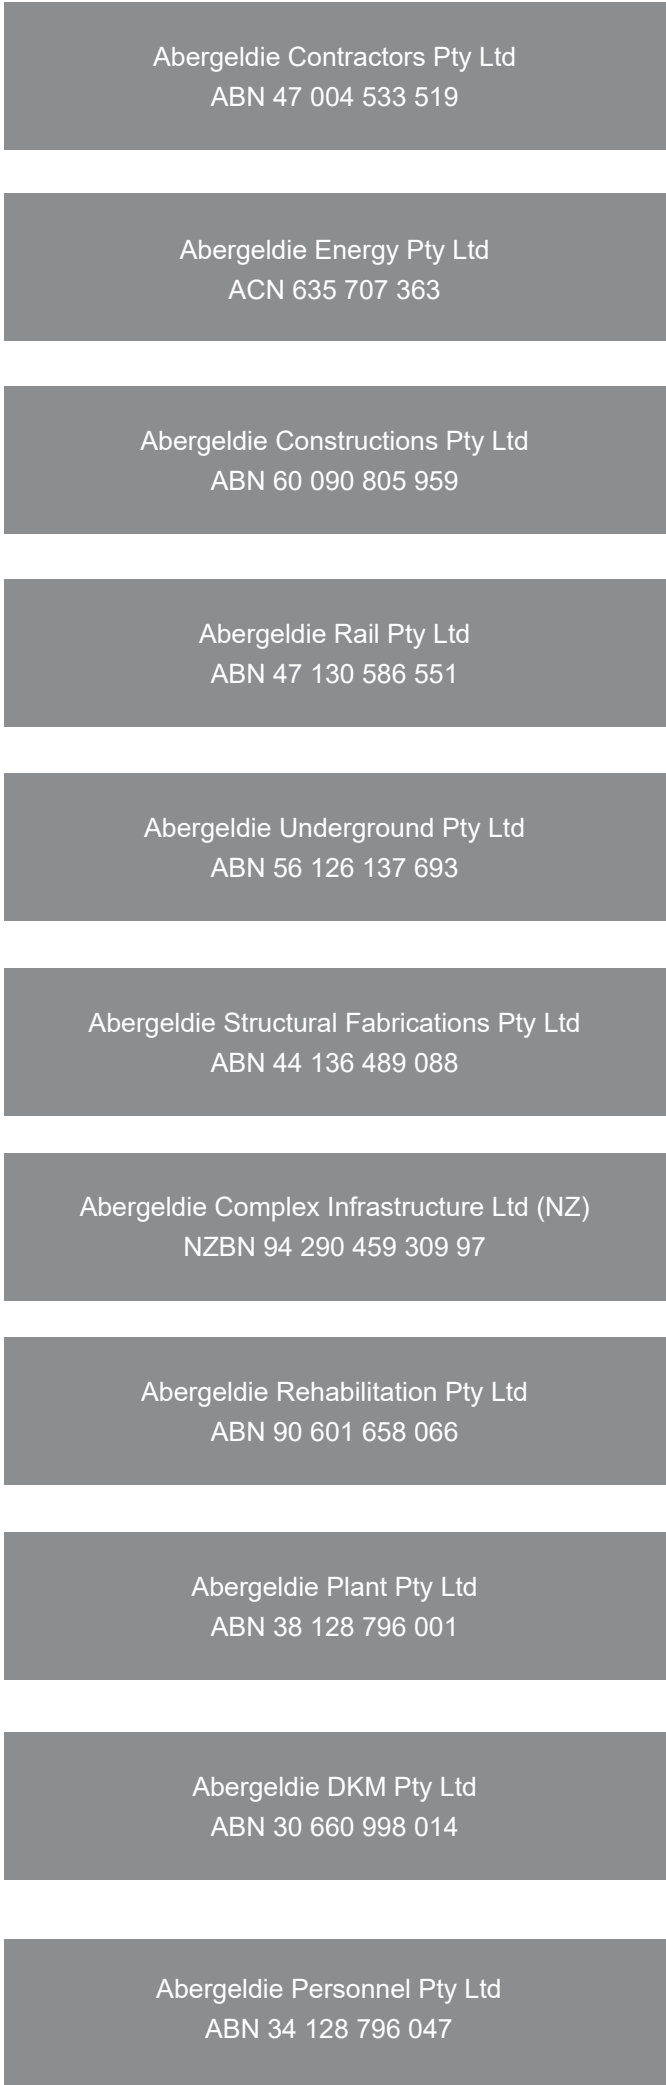 Abergeldie Contractors Pty Ltd
ABN 47 004 533 519
Abergeldie Energy Pty Ltd
ACN 635 707 363
Abergeldie Constructions Pty Ltd
ABN 60 090 805 959
Abergeldie Rail Pty Ltd
ABN 47 130 586 551
Abergeldie Underground Pty Ltd
ABN 56 126 137 693
Abergeldie Structural Fabrications Pty Ltd
ABN 44 136 489 088
Abergeldie Complex Infrastructure Ltd (NZ)
NZBN 94 290 459 309 97
Abergeldie Rehabilitation Pty Ltd
ABN 90 601 658 066
Abergeldie Plant Pty Ltd
ABN 38 128 796 001
Abergeldie DKM Pty Ltd
ABN 30 660 998 014
Abergeldie Personnel Pty Ltd
ABN 34 128 796 047